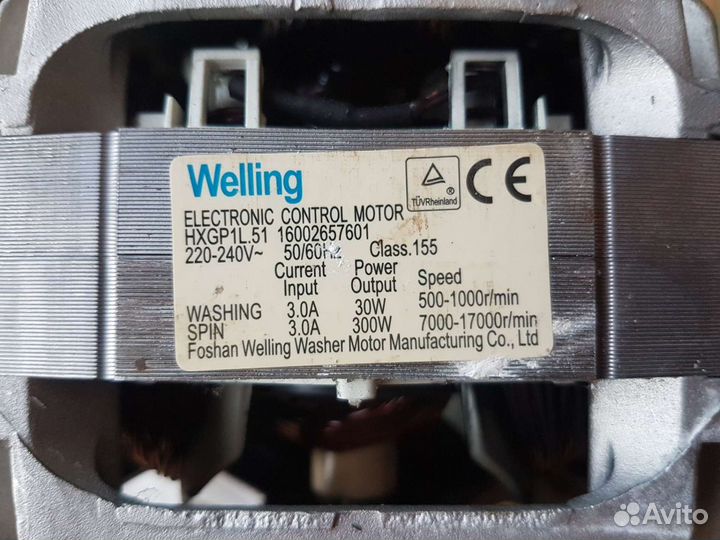 Welling
TÜVRheinland ®
CE
ELECTRONIC CONTROL MOTOR
HXGP1L.51 16002657601
220-240V~ 50/60Hz Class.155
Current Power Speed
Input Output
WASHING 3.0A 30W 500-1000r/min
SPIN 3.0A 300W 7000-17000r/min
Foshan Welling Washer Motor Manufacturing Co., Ltd
Avito